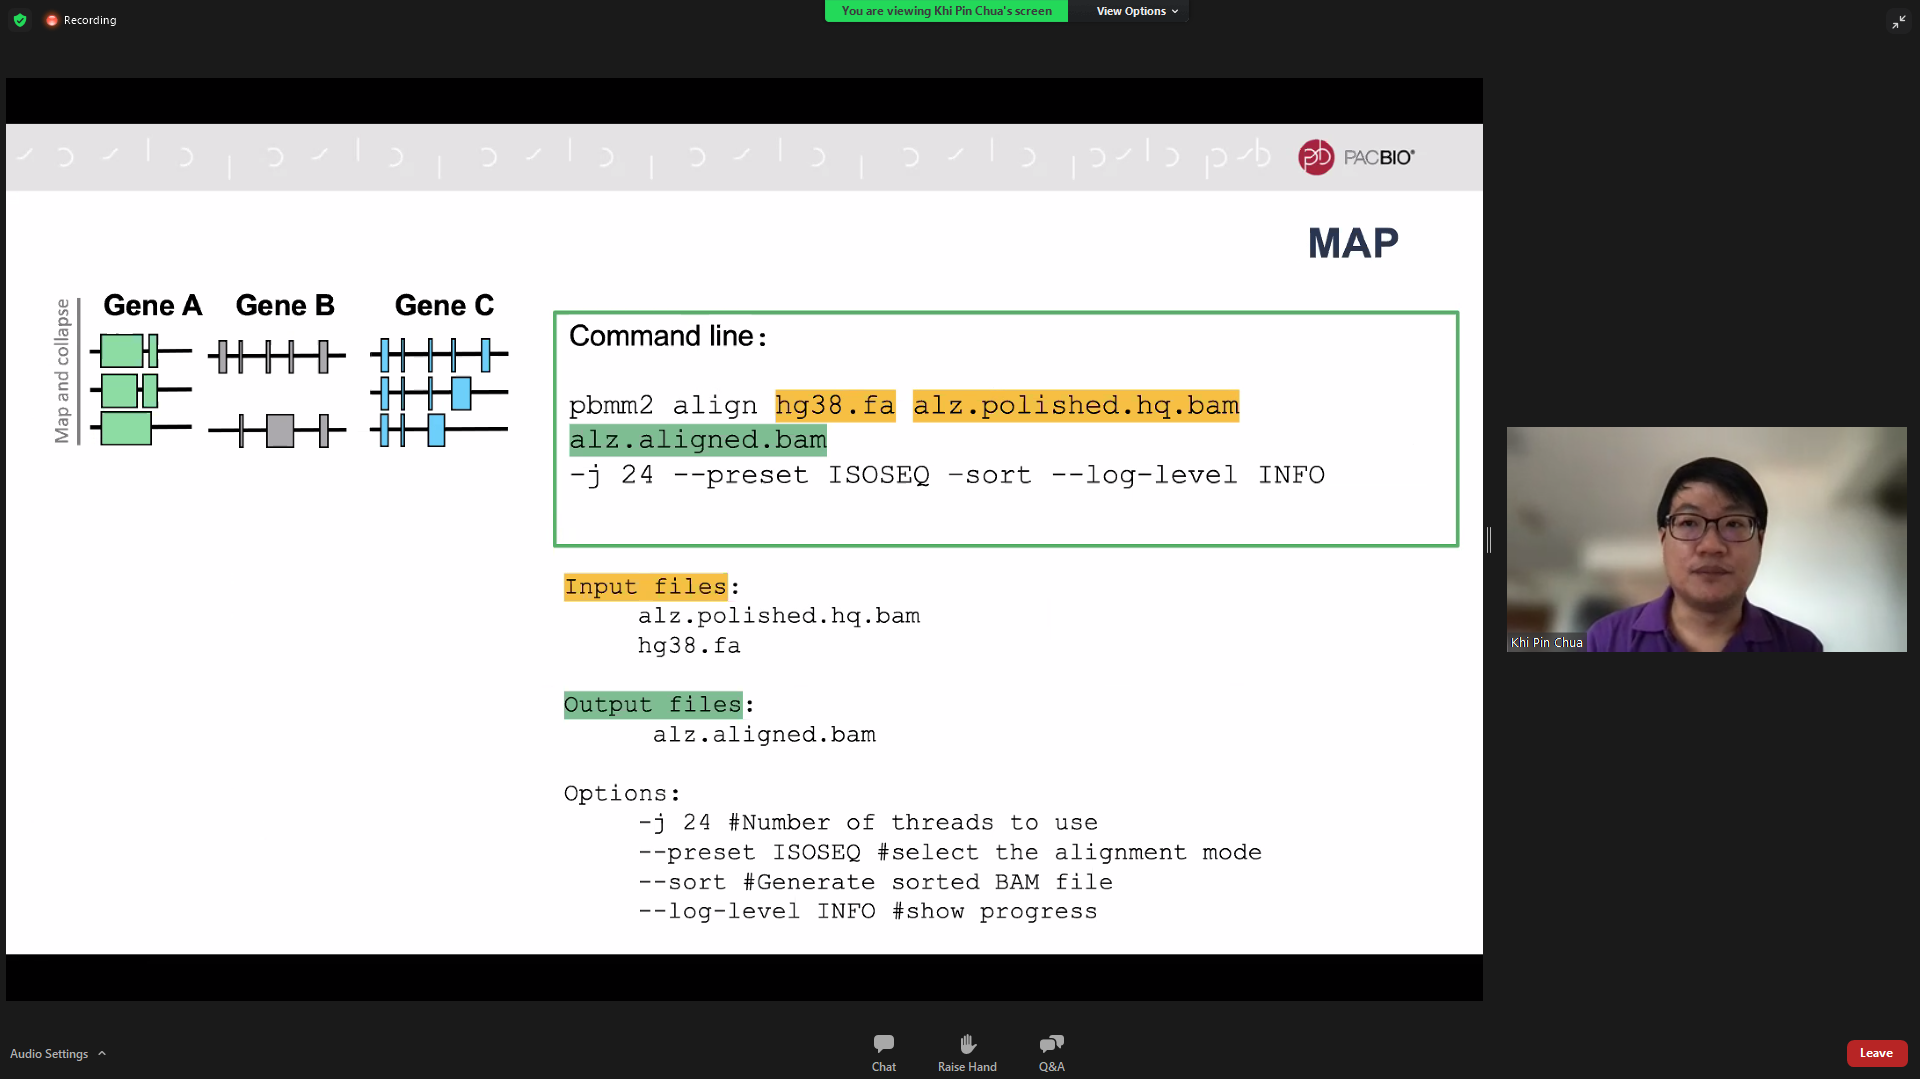 Recording
You are viewing Khi Pin Chua's screen
View Options
PACBIO®
MAP
Map and collapse
Gene A
Gene B
Gene C
Command line:
pbmm2 align hg38.fa alz.polished.hq.bam
alz.aligned.bam
-j 24 --preset ISOSEQ –sort --log-level INFO
Input files:
alz.polished.hq.bam
hg38.fa
Output files:
alz.aligned.bam
Options:
-j 24 #Number of threads to use
--preset ISOSEQ #select the alignment mode
--sort #Generate sorted BAM file
--log-level INFO #show progress
Khi Pin Chua
Audio Settings
Chat
Raise Hand
Q&A
Leave